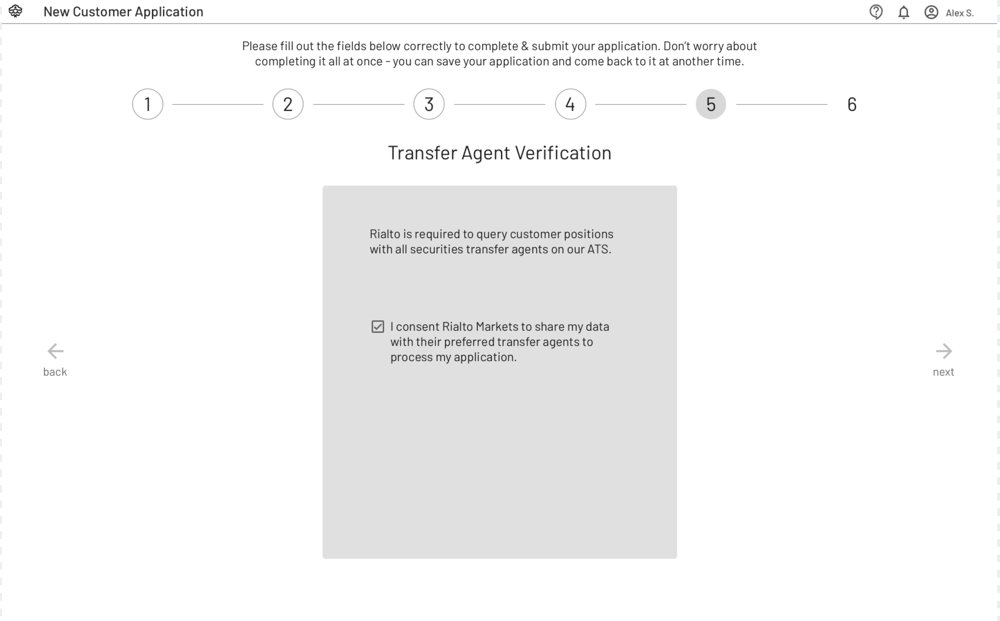 New Customer Application
Alex S.
Please fill out the fields below correctly to complete & submit your application. Don’t worry about
completing it all at once - you can save your application and come back to it at another time.
1
2
3
4
5
6
Transfer Agent Verification
Rialto is required to query customer positions
with all securities transfer agents on our ATS.
I consent Rialto Markets to share my data
with their preferred transfer agents to
process my application.
back
next